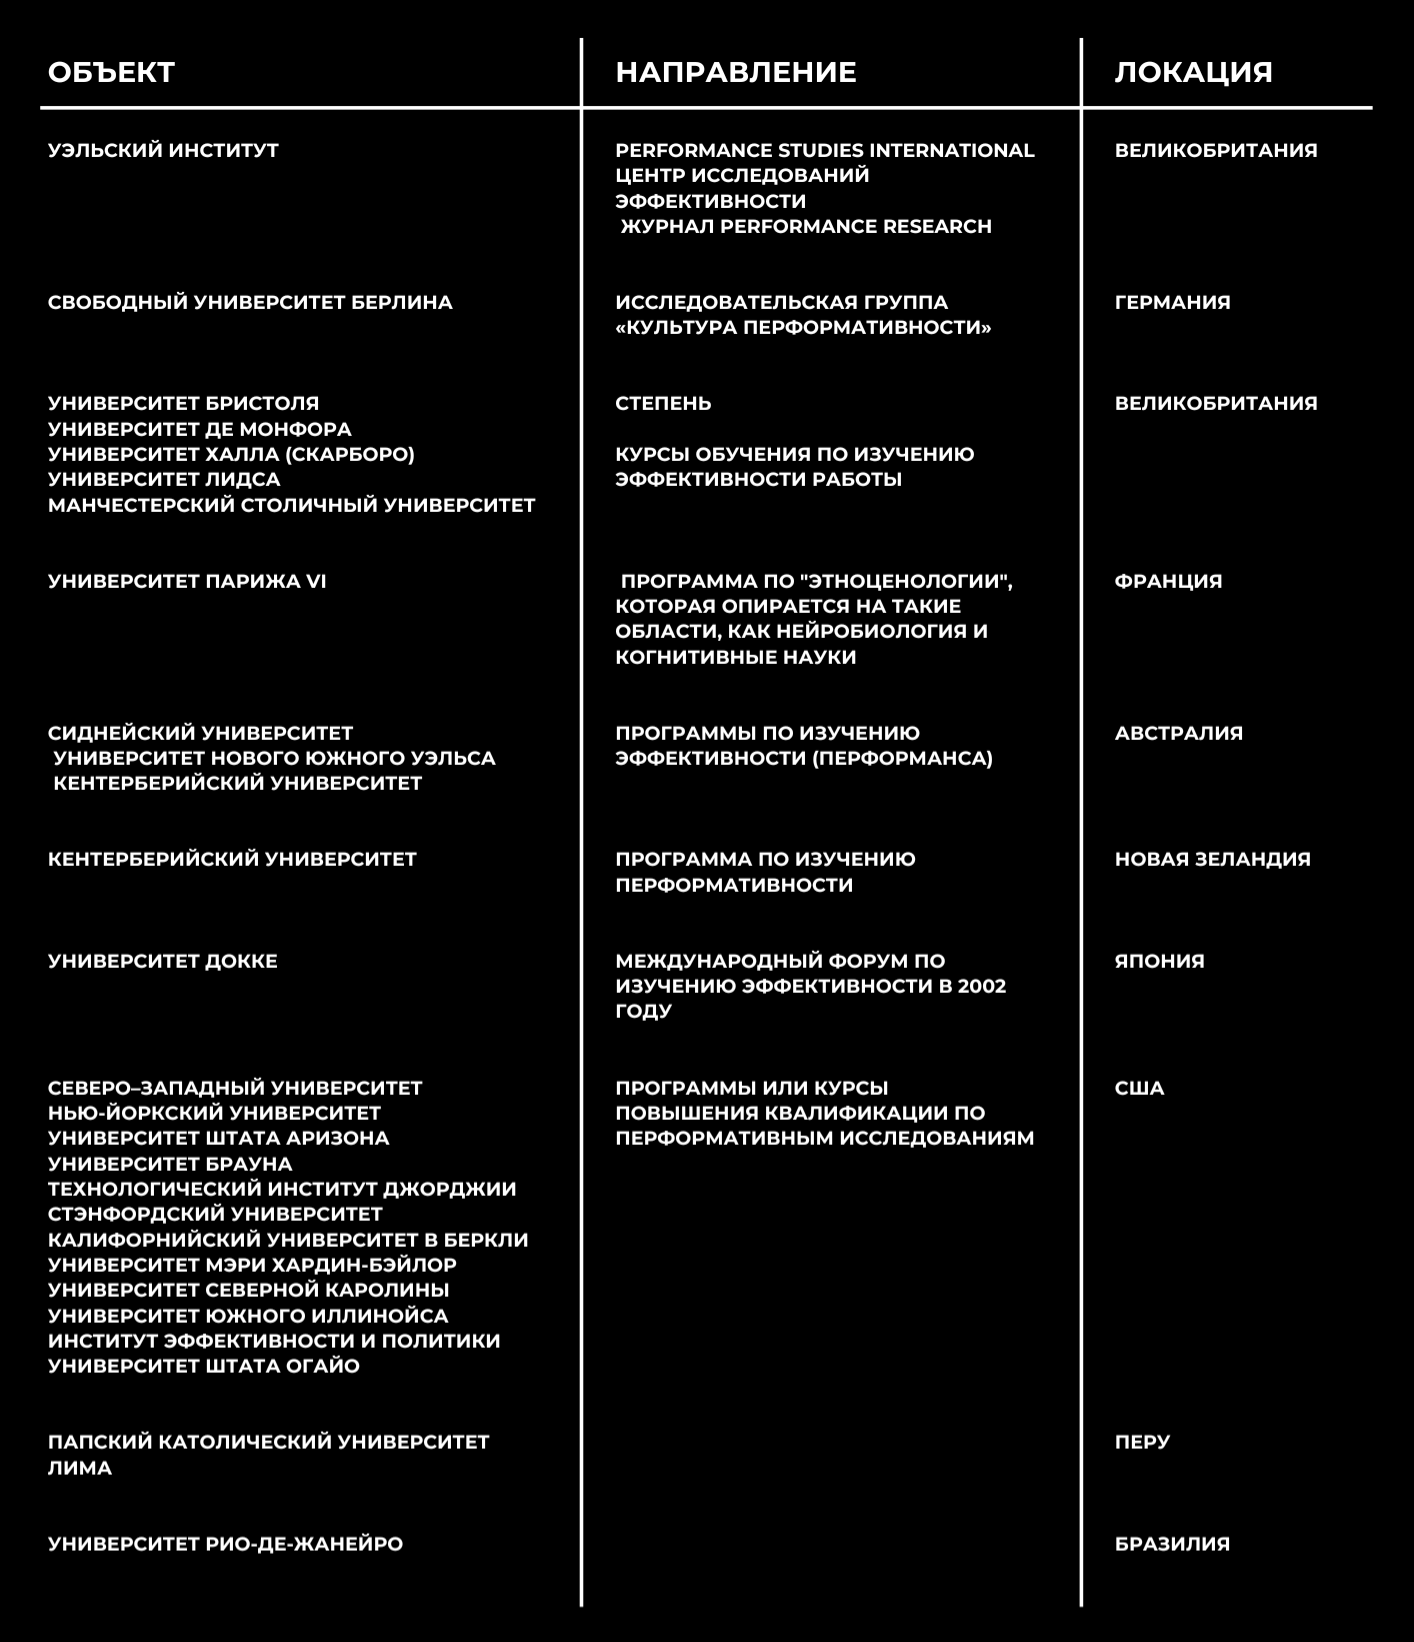 ОБЪЕКТ
НАПРАВЛЕНИЕ
ЛОКАЦИЯ
УЭЛЬСКИЙ ИНСТИТУТ
PERFORMANCE STUDIES INTERNATIONAL
ЦЕНТР ИССЛЕДОВАНИЙ
ЭФФЕКТИВНОСТИ
ЖУРНАЛ PERFORMANCE RESEARCH
ВЕЛИКОБРИТАНИЯ
СВОБОДНЫЙ УНИВЕРСИТЕТ БЕРЛИНА
ИССЛЕДОВАТЕЛЬСКАЯ ГРУППА
«КУЛЬТУРА ПЕРФОРМАТИВНОСТИ»
ГЕРМАНИЯ
УНИВЕРСИТЕТ БРИСТОЛЯ
УНИВЕРСИТЕТ ДЕ МОНФОРА
УНИВЕРСИТЕТ ХАЛЛА (СКАРБОРО)
УНИВЕРСИТЕТ ЛИДСА
МАНЧЕСТЕРСКИЙ СТОЛИЧНЫЙ УНИВЕРСИТЕТ
СТЕПЕНЬ
КУРСЫ ОБУЧЕНИЯ ПО ИЗУЧЕНИЮ
ЭФФЕКТИВНОСТИ РАБОТЫ
ВЕЛИКОБРИТАНИЯ
УНИВЕРСИТЕТ ПАРИЖА VI
ПРОГРАММА ПО "ЭТНОЦЕНОЛОГИИ",
КОТОРАЯ ОПИРАЕТСЯ НА ТАКИЕ
ОБЛАСТИ, КАК НЕЙРОБИОЛОГИЯ И
КОГНИТИВНЫЕ НАУКИ
ФРАНЦИЯ
СИДНЕЙСКИЙ УНИВЕРСИТЕТ
УНИВЕРСИТЕТ НОВОГО ЮЖНОГО УЭЛЬСА
КЕНТЕРБЕРИЙСКИЙ УНИВЕРСИТЕТ
ПРОГРАММЫ ПО ИЗУЧЕНИЮ
ЭФФЕКТИВНОСТИ (ПЕРФОРМАНСА)
АВСТРАЛИЯ
КЕНТЕРБЕРИЙСКИЙ УНИВЕРСИТЕТ
ПРОГРАММА ПО ИЗУЧЕНИЮ
ПЕРФОРМАТИВНОСТИ
НОВАЯ ЗЕЛАНДИЯ
УНИВЕРСИТЕТ ДОККЕ
МЕЖДУНАРОДНЫЙ ФОРУМ ПО
ИЗУЧЕНИЮ ЭФФЕКТИВНОСТИ В 2002
ГОДУ
ЯПОНИЯ
СЕВЕРО–ЗАПАДНЫЙ УНИВЕРСИТЕТ
НЬЮ-ЙОРКСКИЙ УНИВЕРСИТЕТ
УНИВЕРСИТЕТ ШТАТА АРИЗОНА
УНИВЕРСИТЕТ БРАУНА
ТЕХНОЛОГИЧЕСКИЙ ИНСТИТУТ ДЖОРДЖИИ
СТЭНФОРДСКИЙ УНИВЕРСИТЕТ
КАЛИФОРНИЙСКИЙ УНИВЕРСИТЕТ В БЕРКЛИ
УНИВЕРСИТЕТ МЭРИ ХАРДИН-БЭЙЛОР
УНИВЕРСИТЕТ СЕВЕРНОЙ КАРОЛИНЫ
УНИВЕРСИТЕТ ЮЖНОГО ИЛЛИНОЙСА
ИНСТИТУТ ЭФФЕКТИВНОСТИ И ПОЛИТИКИ
УНИВЕРСИТЕТ ШТАТА ОГАЙО
ПРОГРАММЫ ИЛИ КУРСЫ
ПОВЫШЕНИЯ КВАЛИФИКАЦИИ ПО
ПЕРФОРМАТИВНЫМ ИССЛЕДОВАНИЯМ
США
ПАПСКИЙ КАТОЛИЧЕСКИЙ УНИВЕРСИТЕТ
ЛИМА
ПЕРУ
УНИВЕРСИТЕТ РИО-ДЕ-ЖАНЕЙРО
БРАЗИЛИЯ